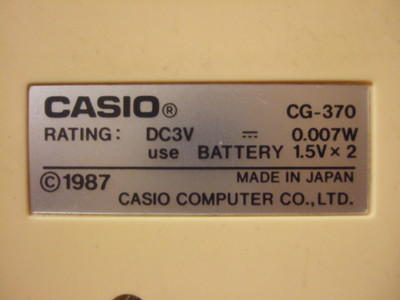 CASIO® CG-370
RATING: DC3V ⎓ 0.007W
use BATTERY 1.5V×2
©1987 MADE IN JAPAN
CASIO COMPUTER CO.,LTD.